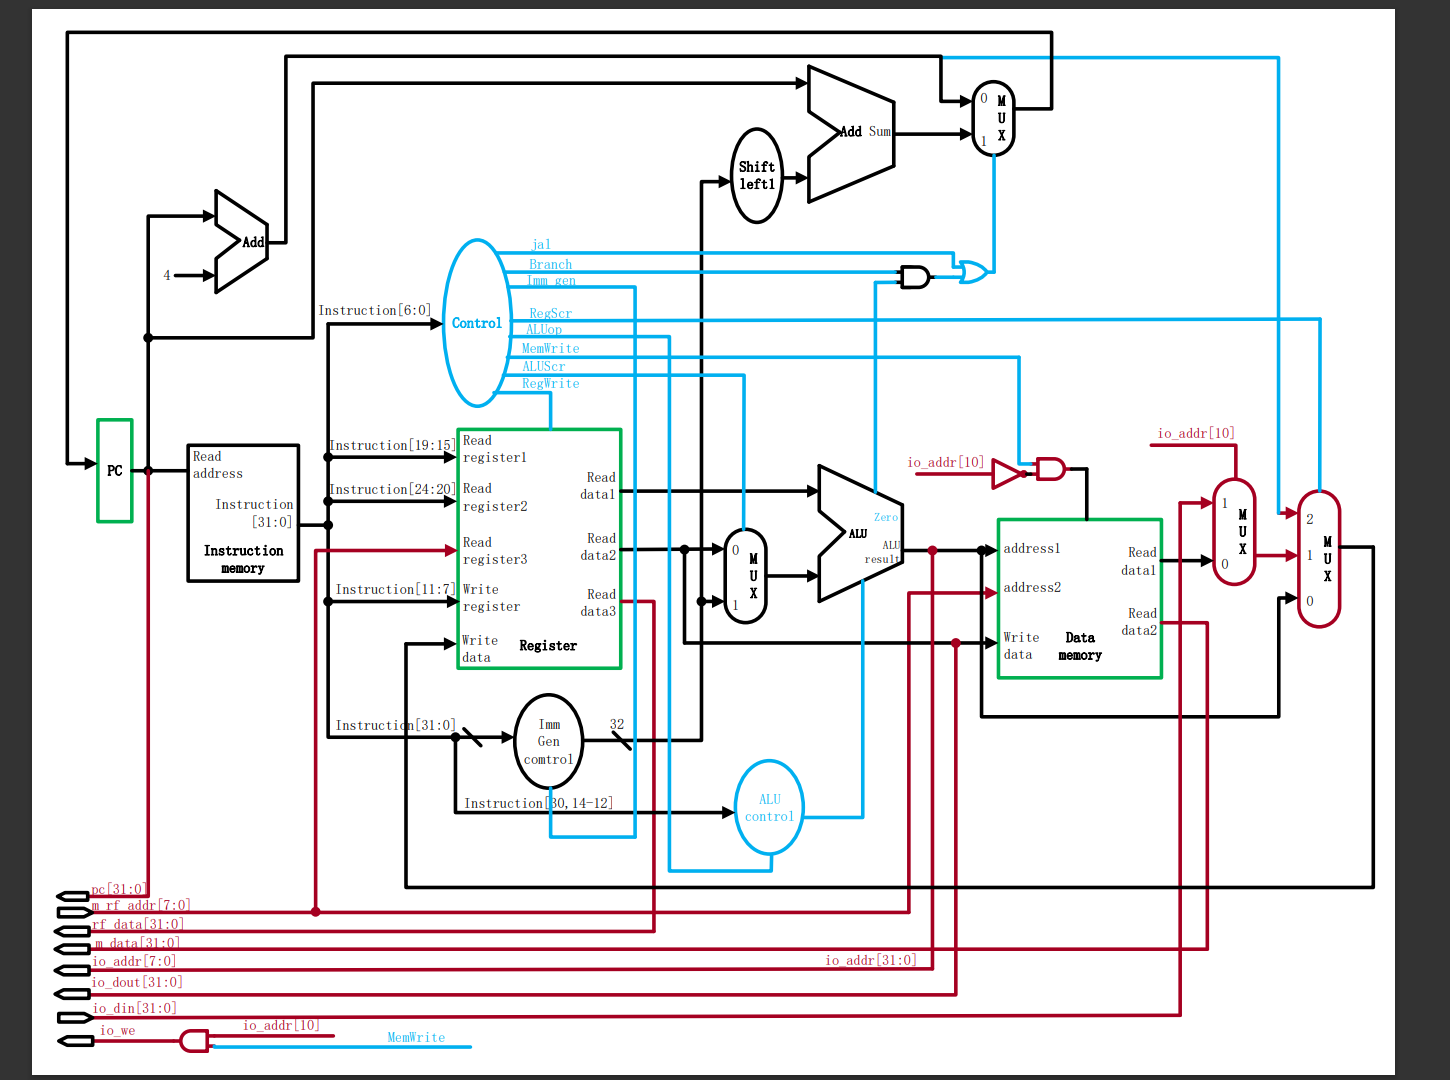 0
M
U
X
1
Add Sum
Shift
left1
Add
4
jal
Branch
Imm gen
Instruction[6:0]
Control
RegScr
ALUop
MemWrite
ALUScr
RegWrite
PC
Read
address
Instruction
[31:0]
Instruction
memory
Instruction[19:15]
Instruction[24:20]
Instruction[11:7]
Read
register1
Read
register2
Read
register3
Write
register
Write
data
Read
data1
Read
data2
Read
data3
Register
0
M
U
X
1
Zero
ALU
ALU
result
io_addr[10]
io_addr[10]
address1
address2
Write
data
Read
data1
Read
data2
Data
memory
1
M
U
X
0
2
M
1
U
X
0
Instruction[31:0]
Imm
Gen
comtrol
32
Instruction[30,14-12]
ALU
control
pc[31:0]
m_rf_addr[7:0]
rf_data[31:0]
m_data[31:0]
io_addr[7:0]
io_addr[31:0]
io_dout[31:0]
io_din[31:0]
io_we
io_addr[10]
MemWrite